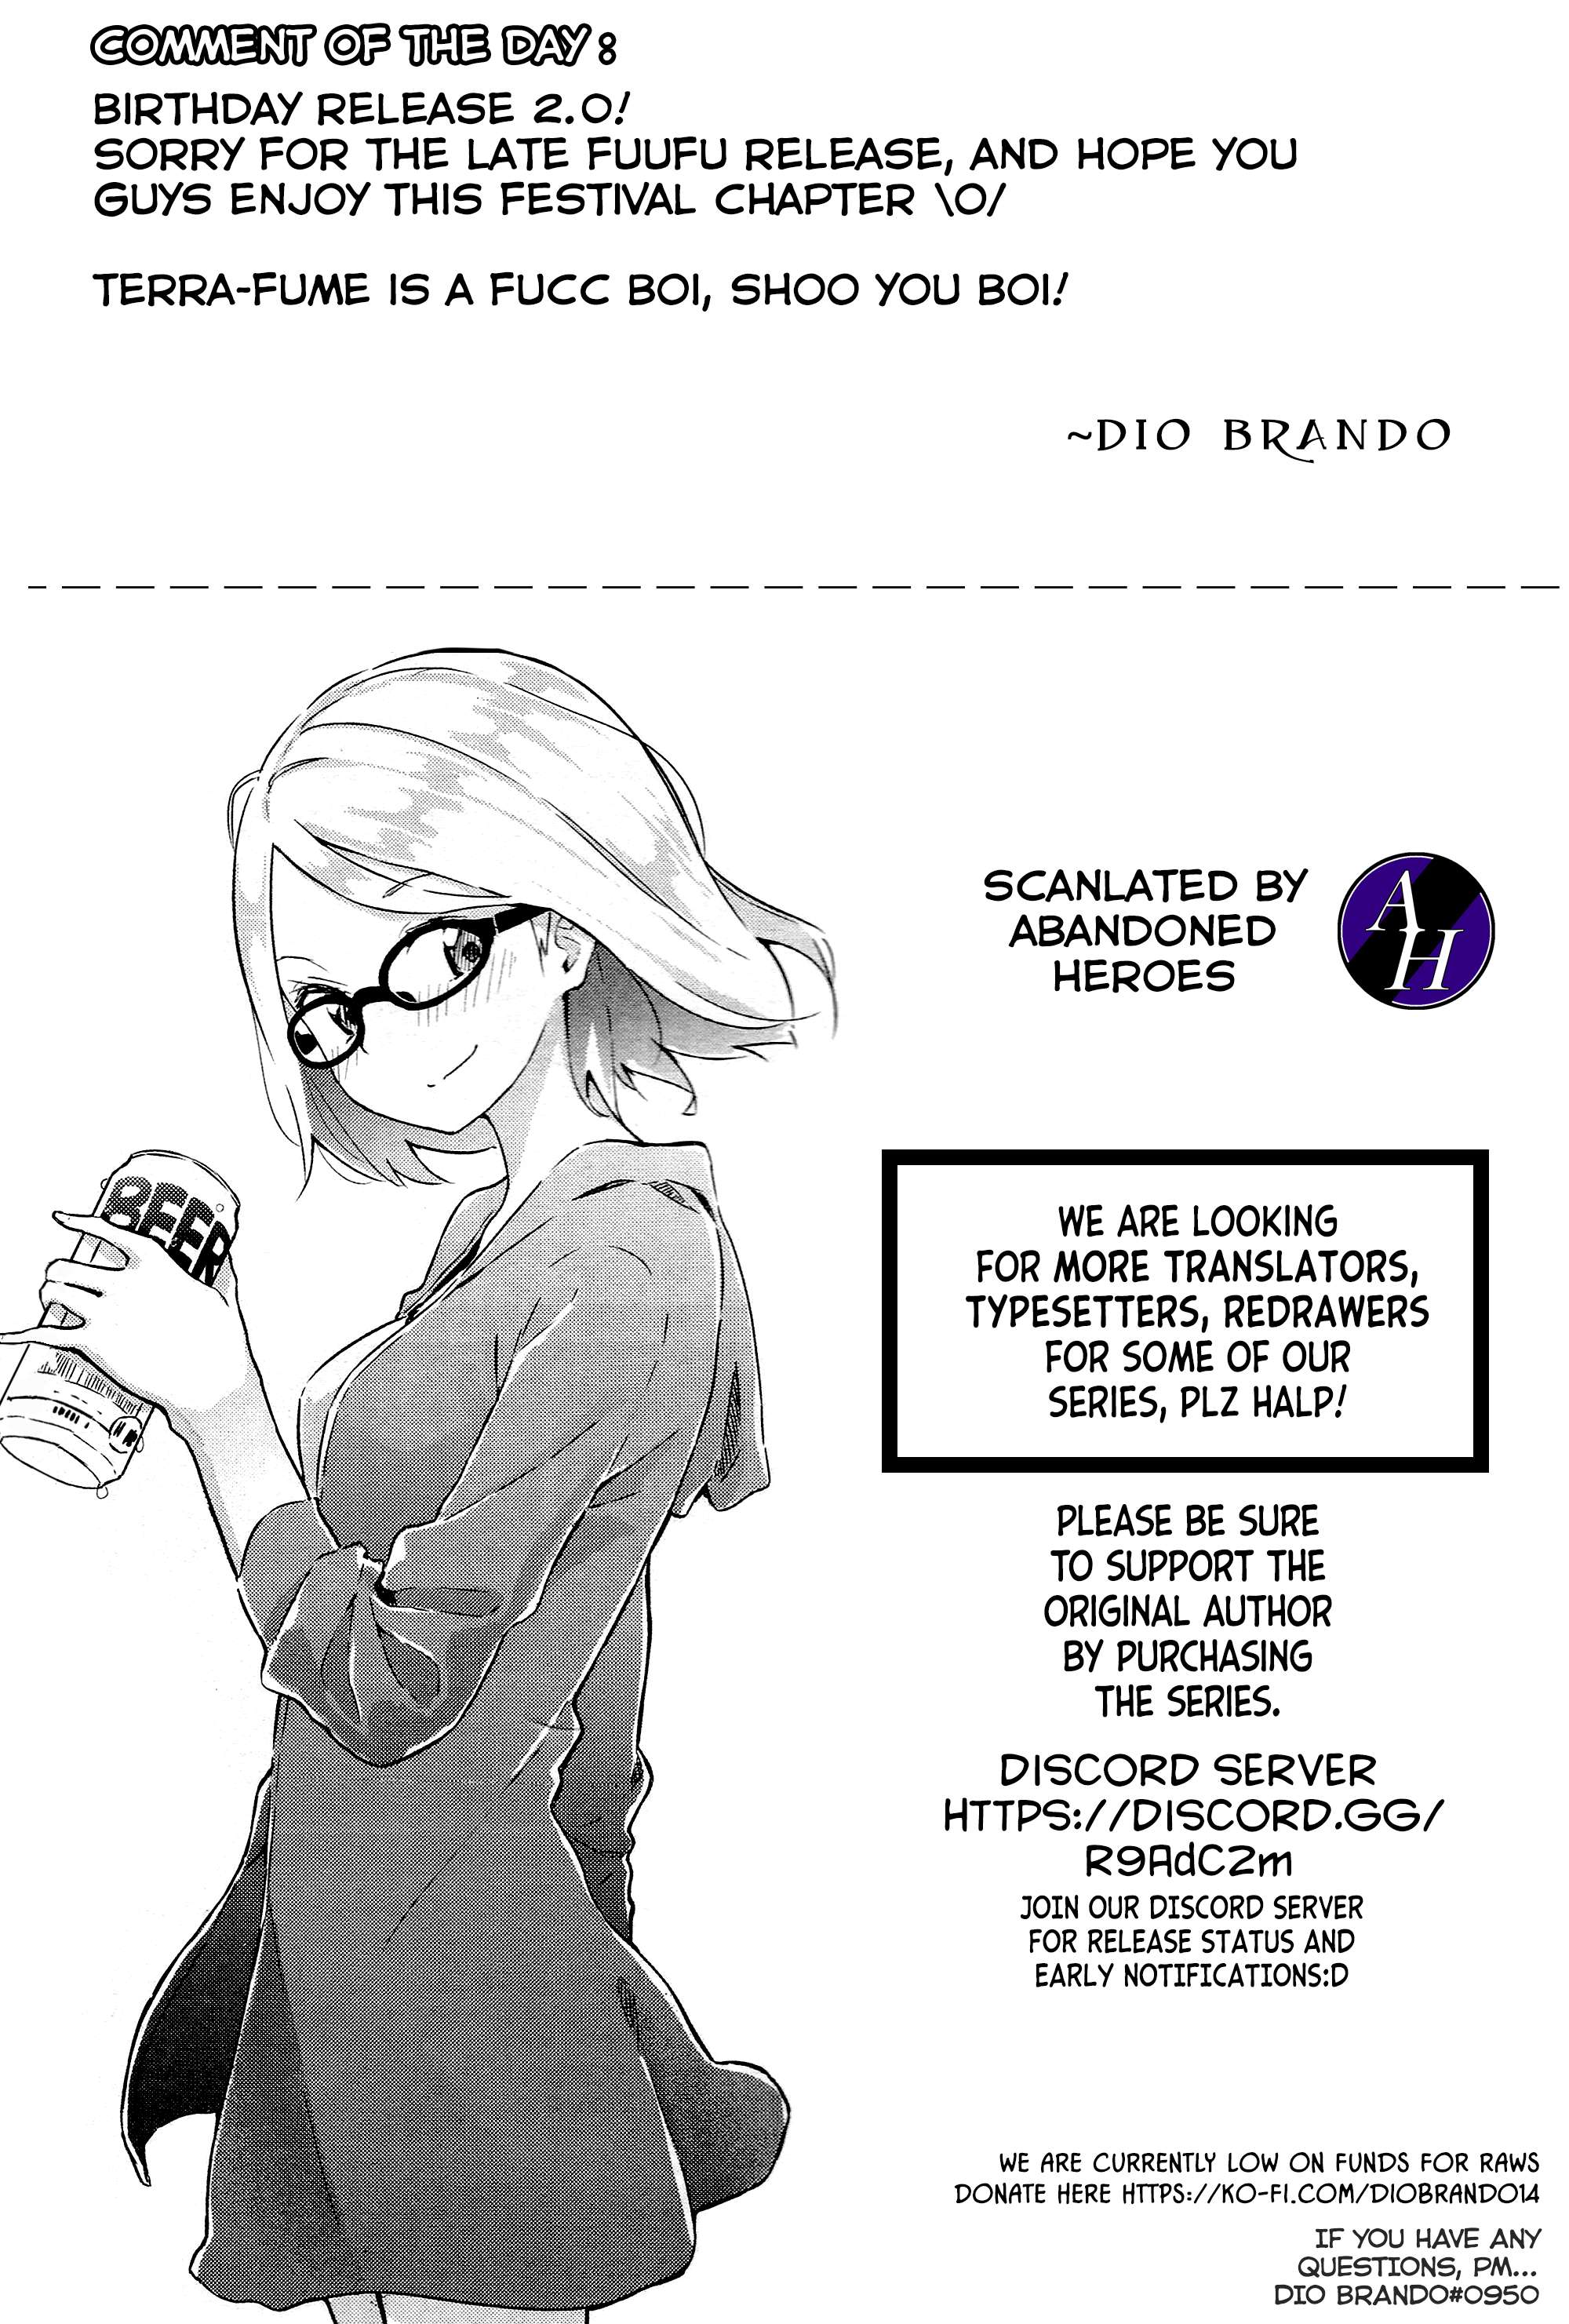 COMMENT OF THE DAY :
BIRTHDAY RELEASE 2.0!
SORRY FOR THE LATE FUUFU RELEASE, AND HOPE YOU
GUYS ENJOY THIS FESTIVAL CHAPTER \O/
TERRA-FUME IS A FUCC BOI, SHOO YOU BOI!
~DIO BRANDO
SCANLATED BY
ABANDONED
HEROES
AH
BEER
WE ARE LOOKING
FOR MORE TRANSLATORS,
TYPESETTERS, REDRAWERS
FOR SOME OF OUR
SERIES, PLZ HALP!
PLEASE BE SURE
TO SUPPORT THE
ORIGINAL AUTHOR
BY PURCHASING
THE SERIES.
DISCORD SERVER
HTTPS://DISCORD.GG/
R9AdC2m
JOIN OUR DISCORD SERVER
FOR RELEASE STATUS AND
EARLY NOTIFICATIONS:D
WE ARE CURRENTLY LOW ON FUNDS FOR RAWS
DONATE HERE HTTPS://KO-FI.COM/DIOBRANDO14
IF YOU HAVE ANY
QUESTIONS, PM...
DIO BRANDO#0950